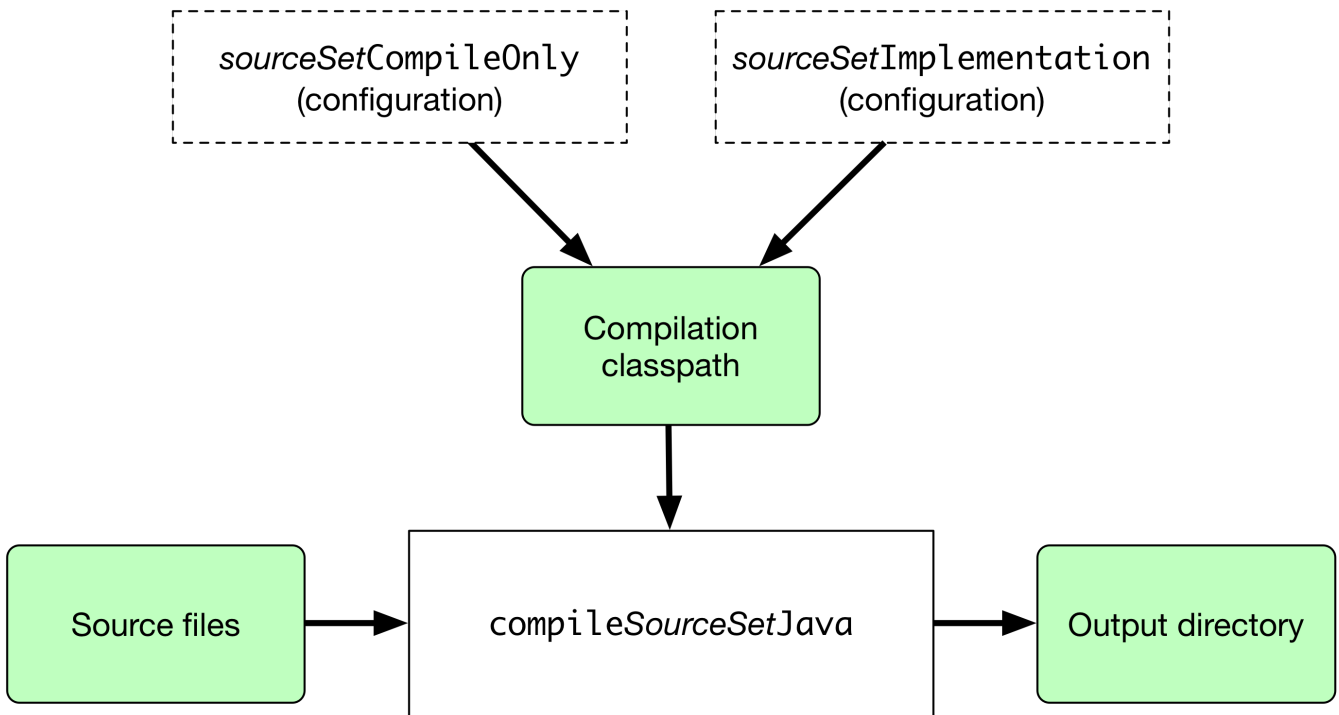 sourceSetCompileOnly
(configuration)
sourceSetImplementation
(configuration)
Compilation
classpath
Source files
compileSourceSetJava
Output directory